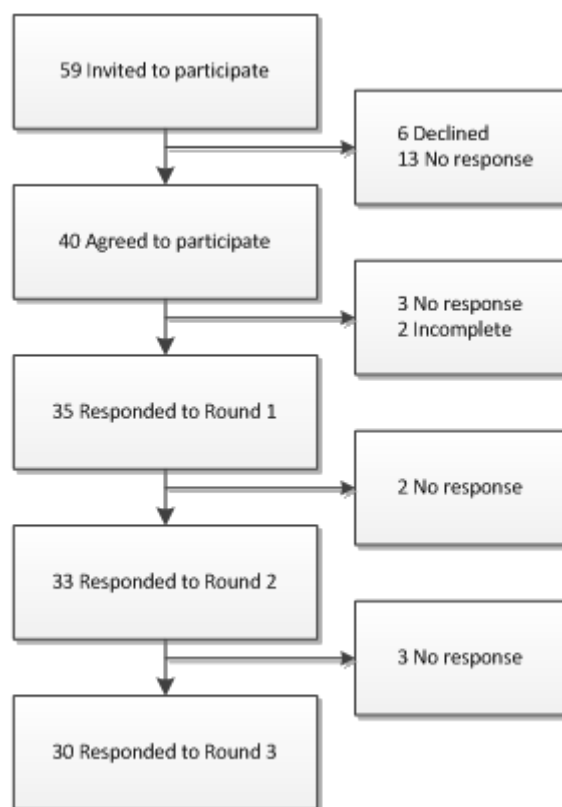 59 Invited to participate
6 Declined
13 No response
40 Agreed to participate
3 No response
2 Incomplete
35 Responded to Round 1
2 No response
33 Responded to Round 2
3 No response
30 Responded to Round 3